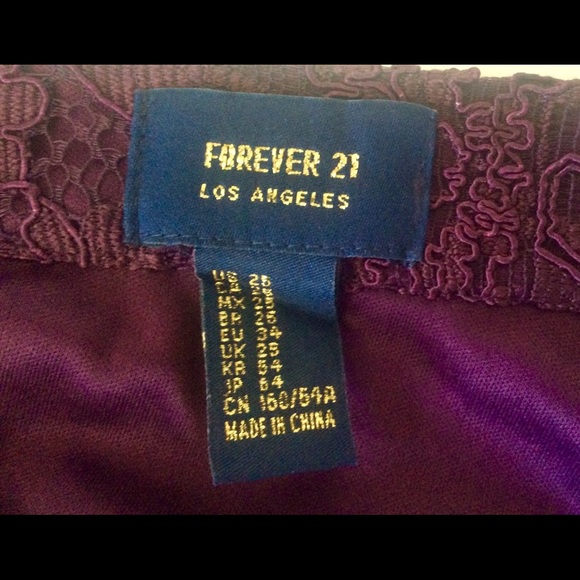 FOREVER 21
LOS ANGELES
US 25
CA 25
MX 25
BR 25
EU 34
UK 25
KR 54
JP 64
CN 160/64A
MADE IN CHINA